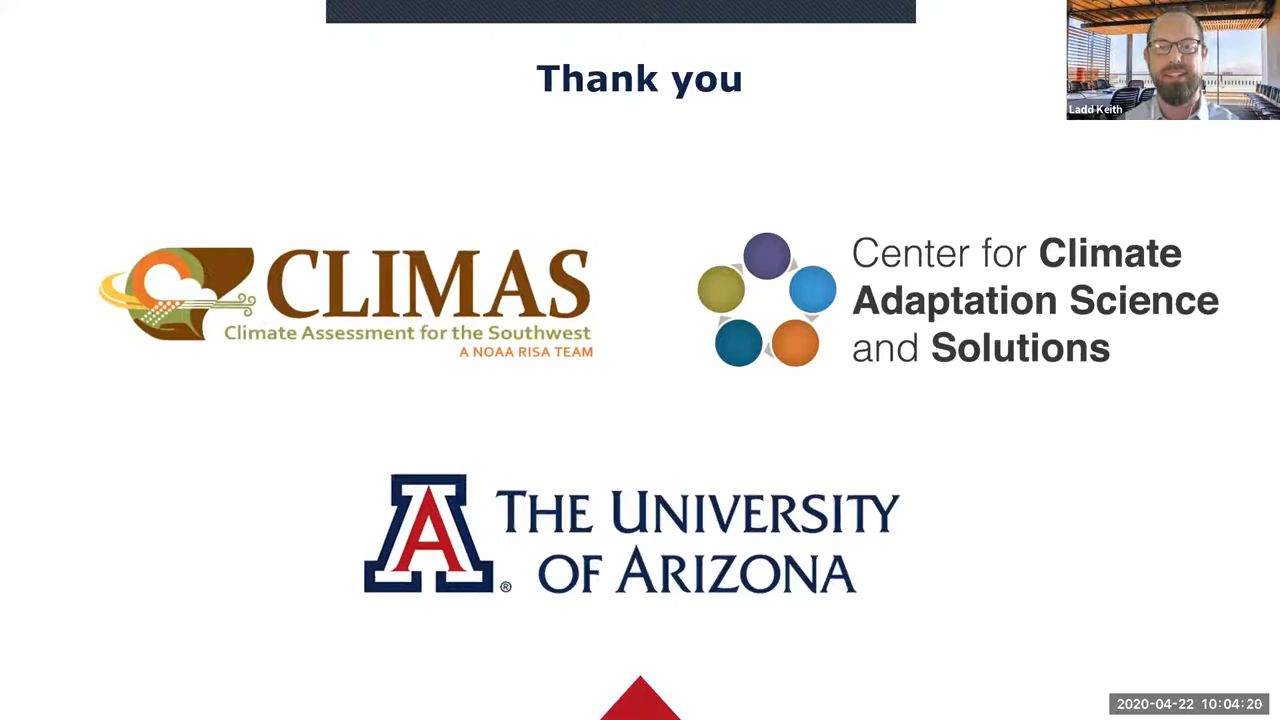 Thank you
Ladd Keith
CLIMAS
Climate Assessment for the Southwest
A NOAA RISA TEAM
Center for Climate
Adaptation Science
and Solutions
A
THE UNIVERSITY
OF ARIZONA
®
2020-04-22 10:04:20